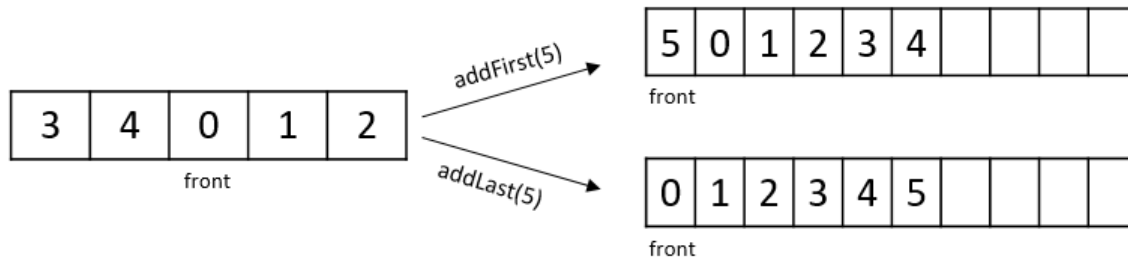 3 4 0 1 2
front
addFirst(5)
addLast(5)
5 0 1 2 3 4
front
0 1 2 3 4 5
front